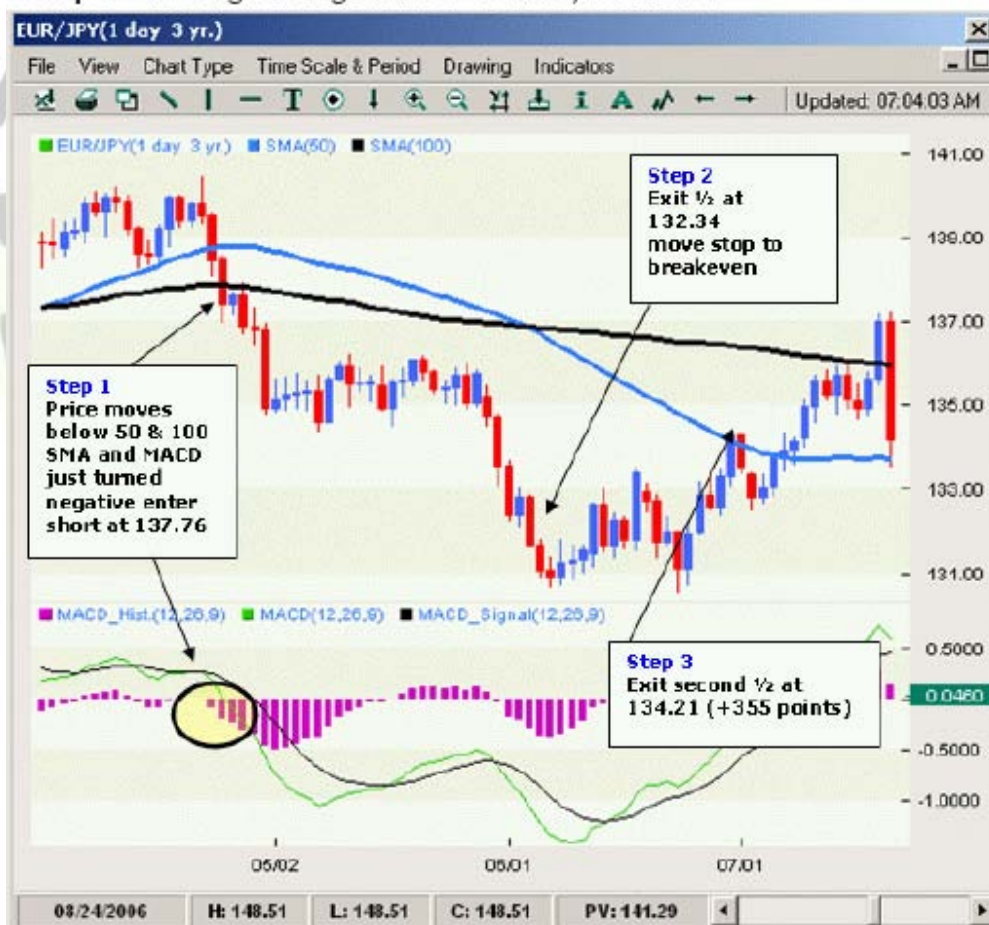 EUR/JPY(1 day 3 yr.)
File View Chart Type Time Scale & Period Drawing Indicators
Updated: 07:04:03 AM
EUR/JPY(1 day 3 yr.) SMA(50) SMA(100)
141.00
139.00
137.00
135.00
133.00
131.00
Step 2
Exit ½ at
132.34
move stop to
breakeven
Step 1
Price moves
below 50 & 100
SMA and MACD
just turned
negative enter
short at 137.76
MACD_Hist.(12,26,9) MACD(12,26,9) MACD_Signal(12,26,9)
Step 3
Exit second ½ at
134.21 (+355 points)
0.5000
0.0460
-0.5000
-1.0000
05/02 06/01 07/01
08/24/2006 H: 148.51 L: 148.51 C: 148.51 PV: 141.29